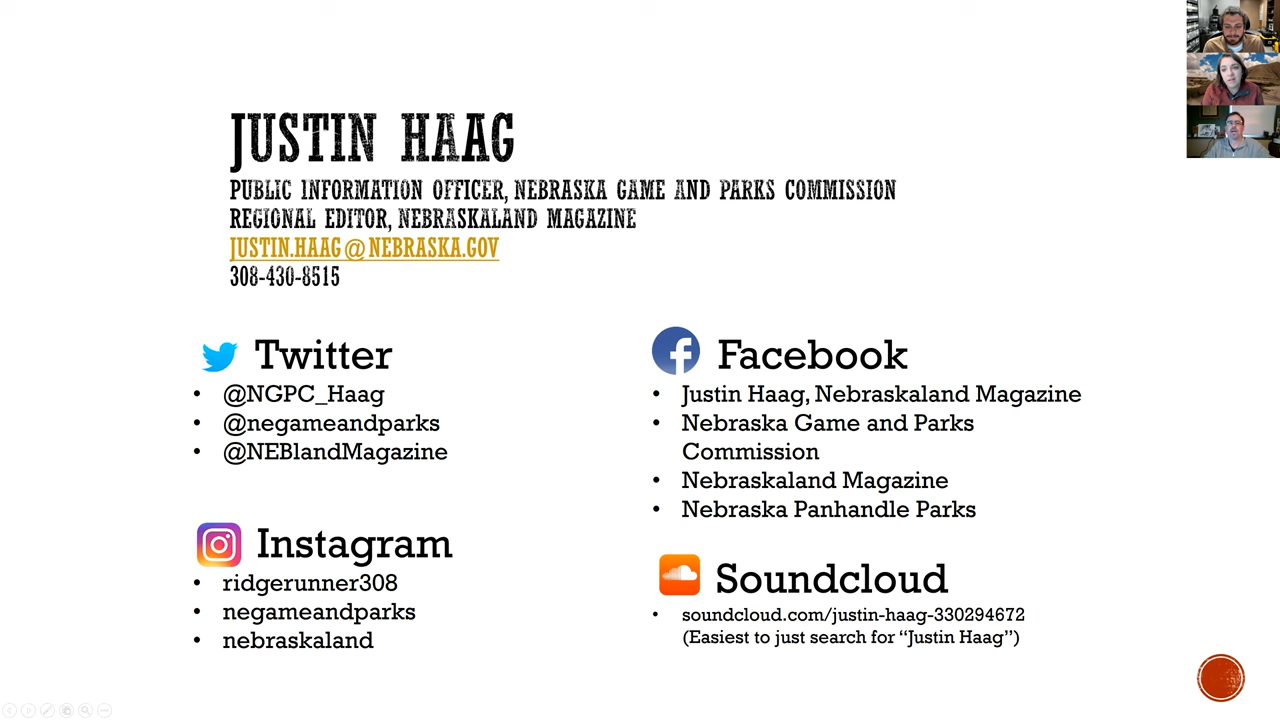 JUSTIN HAAG
PUBLIC INFORMATION OFFICER, NEBRASKA GAME AND PARKS COMMISSION
REGIONAL EDITOR, NEBRASKALAND MAGAZINE
JUSTIN.HAAG@NEBRASKA.GOV
308-430-8515
Twitter
• @NGPC_Haag
• @negameandparks
• @NEBlandMagazine
Instagram
• ridgerunner308
• negameandparks
• nebraskaland
Facebook
• Justin Haag, Nebraskaland Magazine
• Nebraska Game and Parks
Commission
• Nebraskaland Magazine
• Nebraska Panhandle Parks
Soundcloud
• soundcloud.com/justin-haag-330294672
(Easiest to just search for “Justin Haag”)